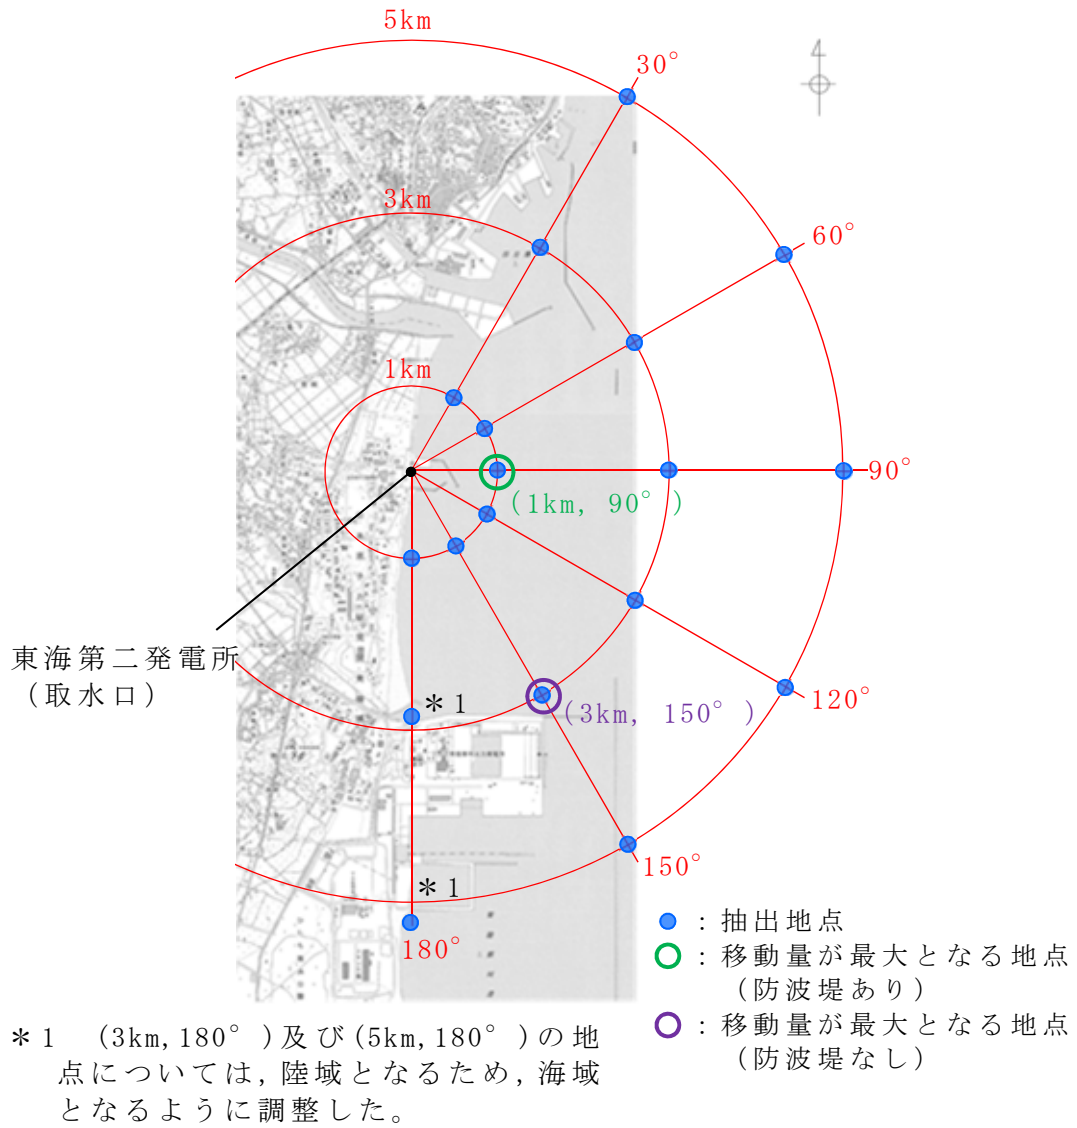 5km
30°
3km
60°
1km
90°
(1km, 90°)
東海第二発電所
(取水口)
＊1
(3km, 150°)
120°
150°
＊1
180°
：抽出地点
：移動量が最大となる地点
(防波堤あり)
：移動量が最大となる地点
(防波堤なし)
＊1 (3km,180°)及び(5km,180°)の地
点については,陸域となるため,海域
となるように調整した。